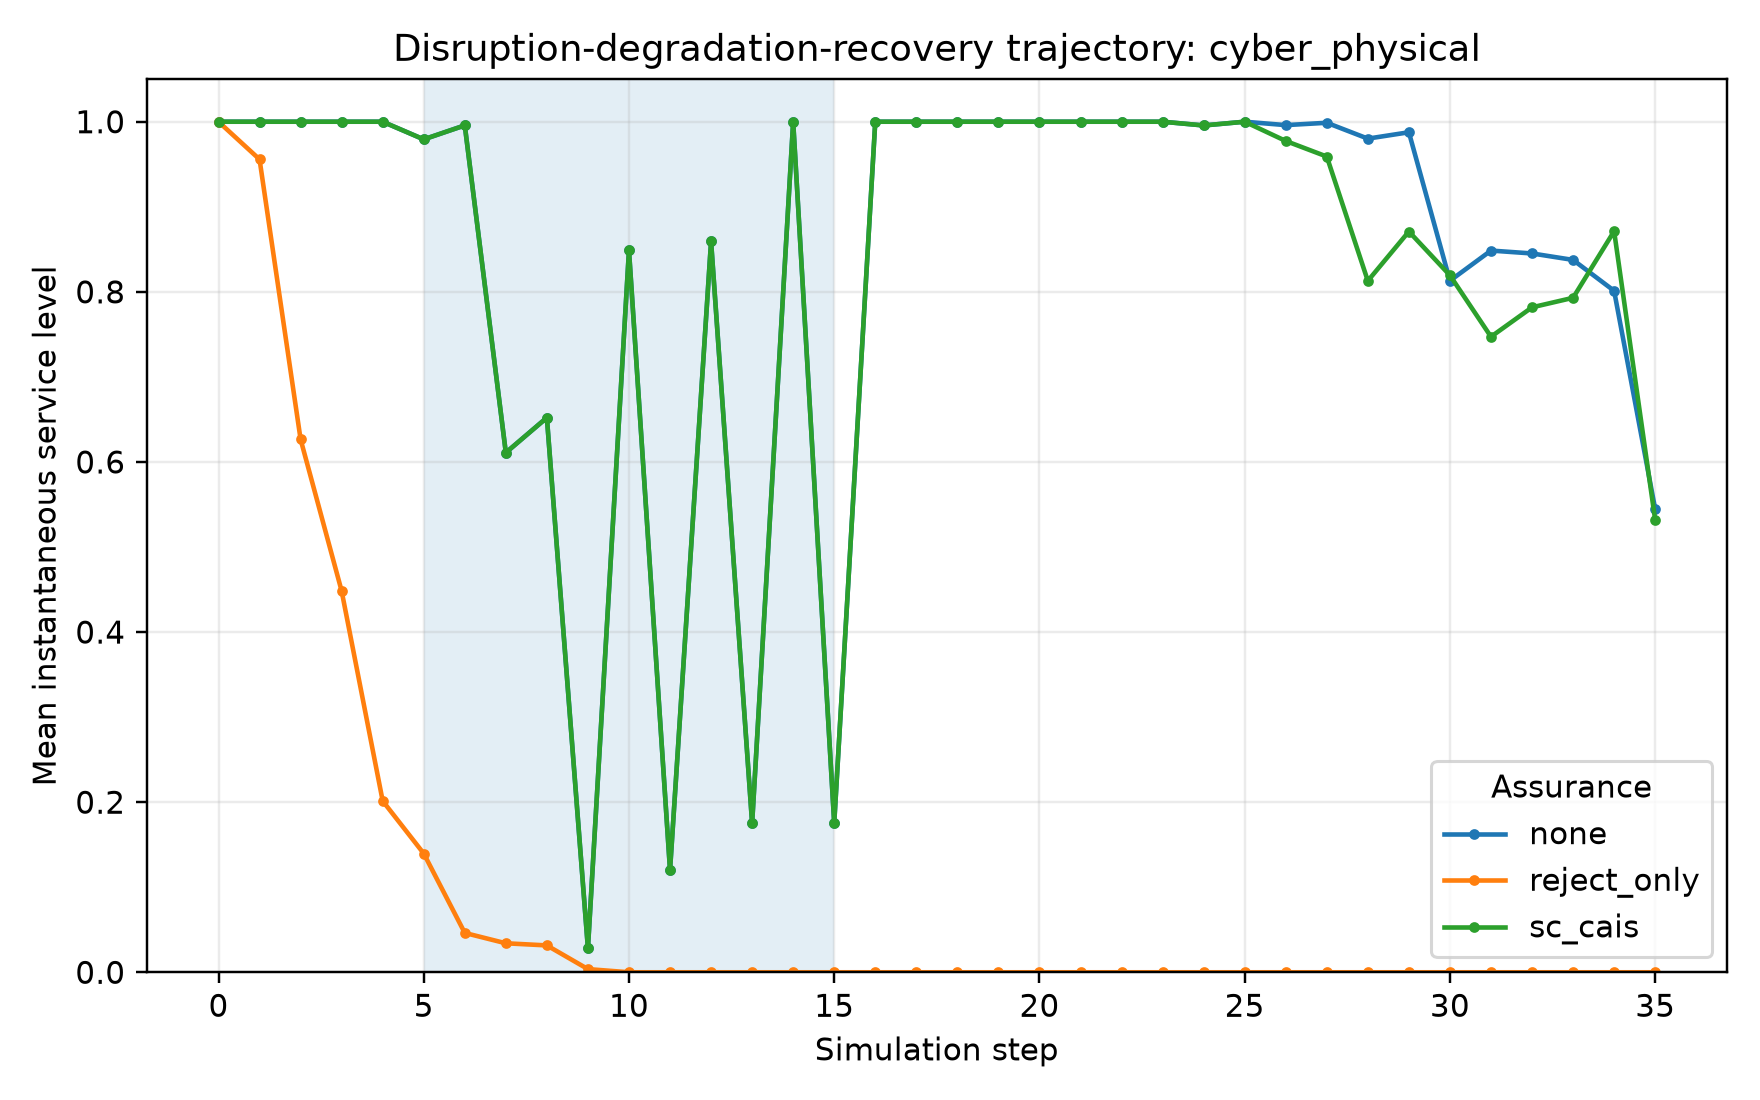 Disruption-degradation-recovery trajectory: cyber_physical
Mean instantaneous service level
1.0
0.8
0.6
0.4
0.2
0.0
Assurance
none
reject_only
sc_cais
0 5 10 15 20 25 30 35
Simulation step